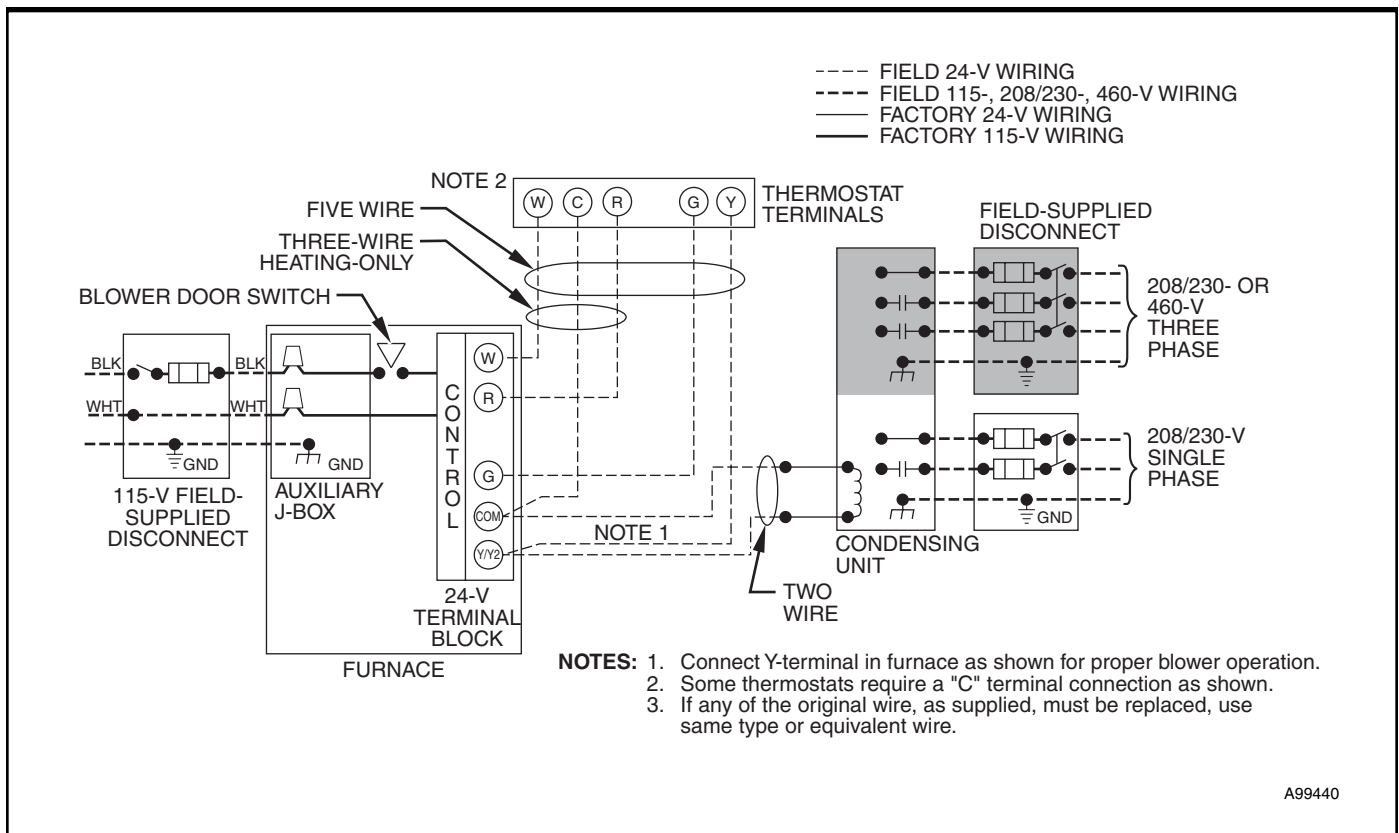 FIELD 24-V WIRING
FIELD 115-, 208/230-, 460-V WIRING
FACTORY 24-V WIRING
FACTORY 115-V WIRING
NOTE 2
W C R G Y
THERMOSTAT
TERMINALS
FIVE WIRE
THREE-WIRE
HEATING-ONLY
BLOWER DOOR SWITCH
FIELD-SUPPLIED
DISCONNECT
208/230- OR
460-V
THREE
PHASE
BLK
BLK
WHT
WHT
GND
GND
115-V FIELD-
SUPPLIED
DISCONNECT
AUXILIARY
J-BOX
CONTROL
W
R
G
COM
Y/Y2
NOTE 1
24-V
TERMINAL
BLOCK
FURNACE
TWO
WIRE
CONDENSING
UNIT
GND
208/230-V
SINGLE
PHASE
NOTES: 1. Connect Y-terminal in furnace as shown for proper blower operation.
2. Some thermostats require a "C" terminal connection as shown.
3. If any of the original wire, as supplied, must be replaced, use
same type or equivalent wire.
A99440